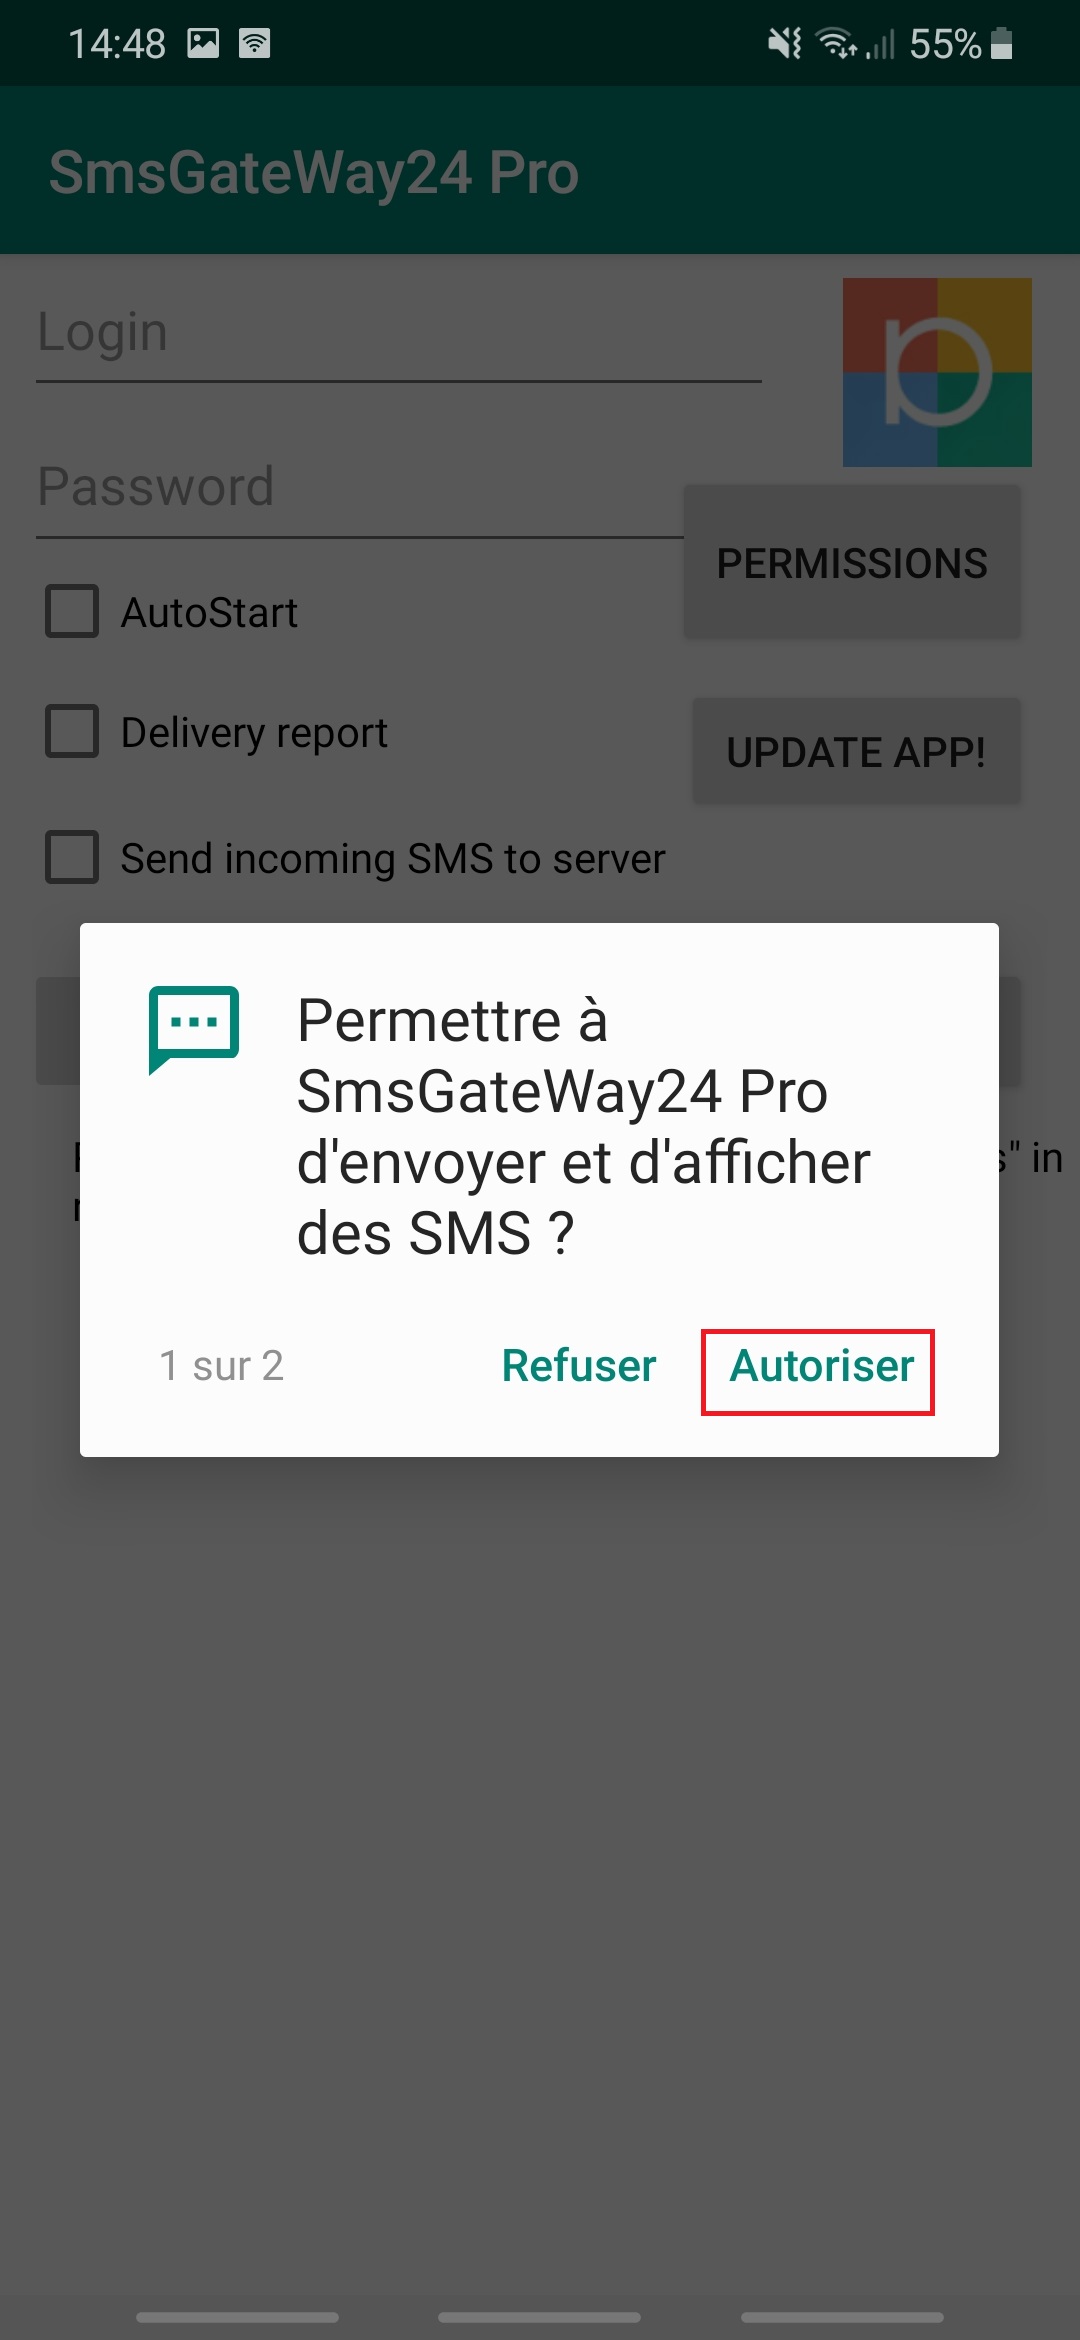 14:48 55%
SmsGateWay24 Pro
Login
Password
PERMISSIONS
AutoStart
Delivery report
UPDATE APP!
Send incoming SMS to server
Permettre à
SmsGateWay24 Pro
d'envoyer et d'afficher
des SMS ?
" in
1 sur 2 Refuser Autoriser